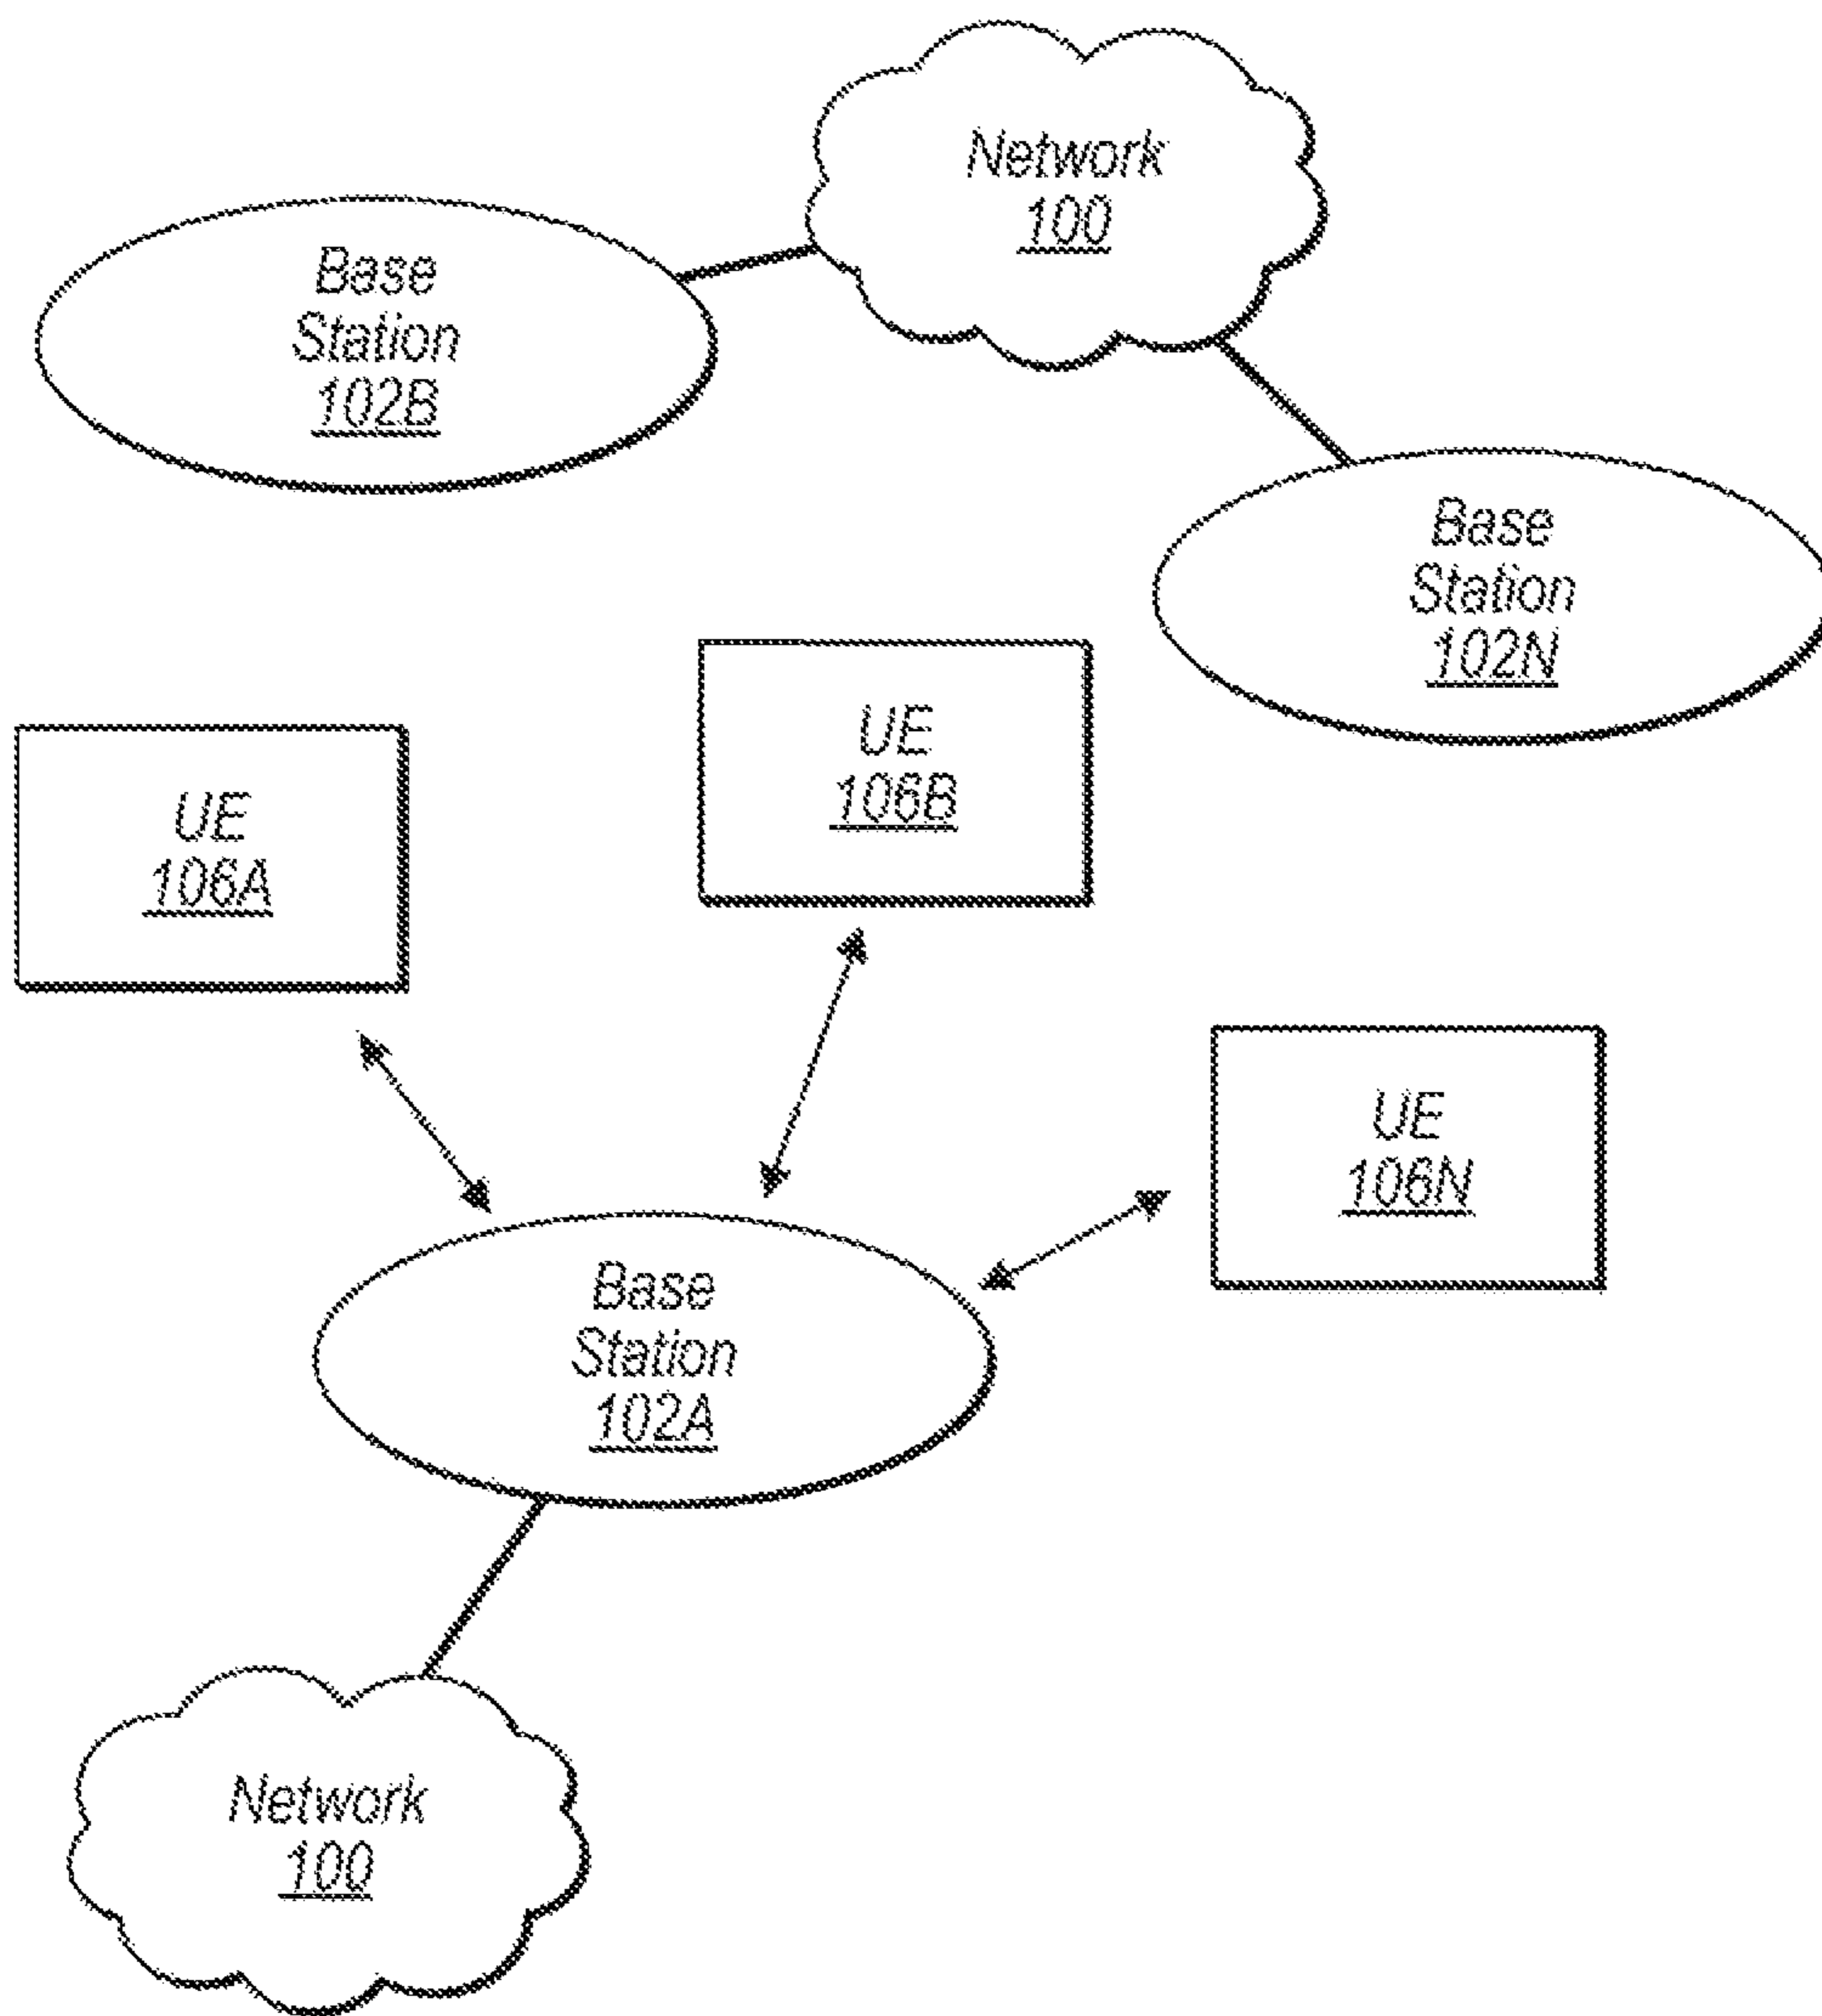 Network
100
Base
Station
102B
Base
Station
102N
UE
106B
UE
106A
UE
106N
Base
Station
102A
Network
100